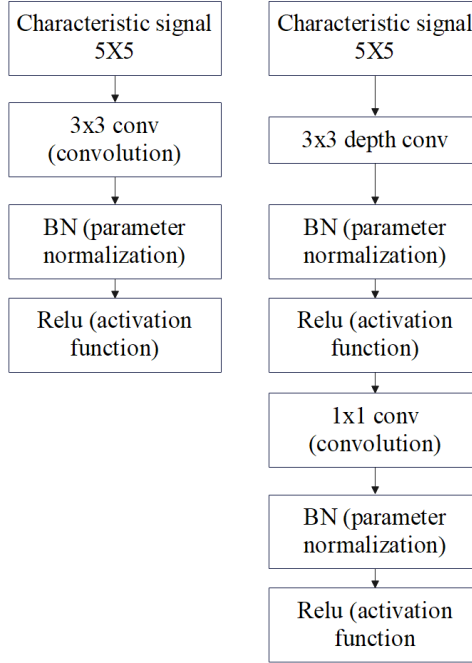 Characteristic signal
5X5
3x3 conv
(convolution)
BN (parameter
normalization)
Relu (activation
function)
Characteristic signal
5X5
3x3 depth conv
BN (parameter
normalization)
Relu (activation
function)
1x1 conv
(convolution)
BN (parameter
normalization)
Relu (activation
function